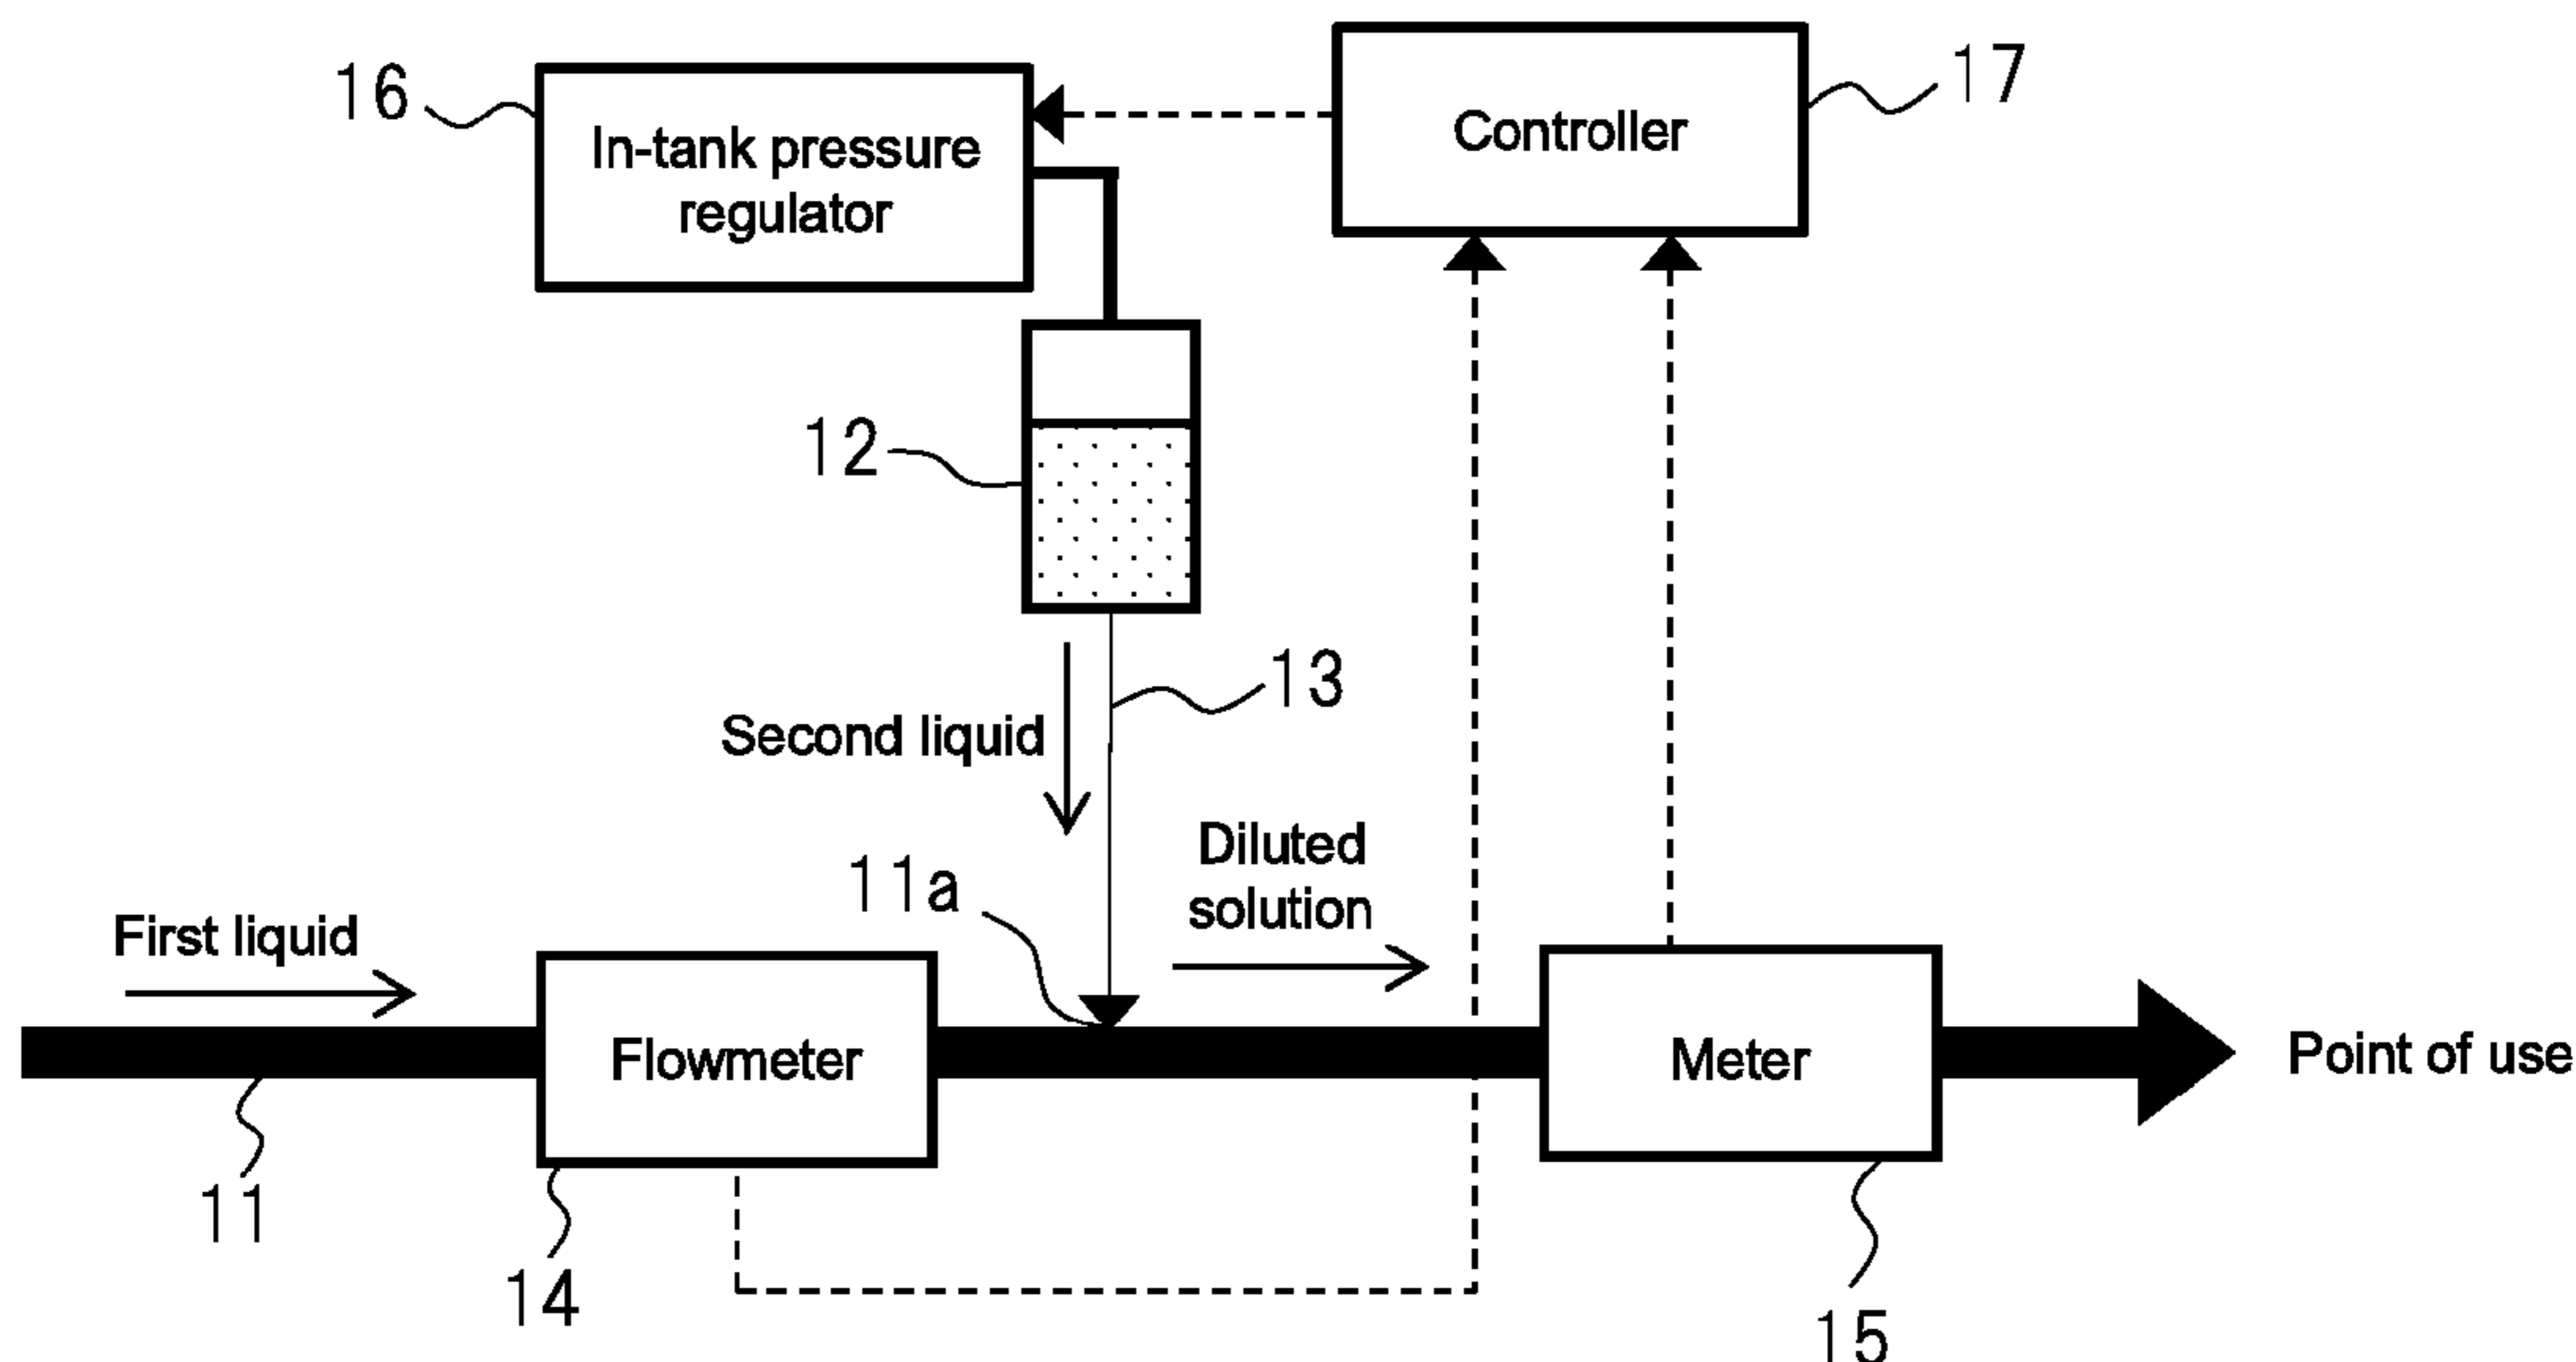 16
In-tank pressure
regulator
Controller
17
12
13
Second liquid
11a
Diluted
solution
First liquid
Flowmeter
Meter
Point of use
11
14
15